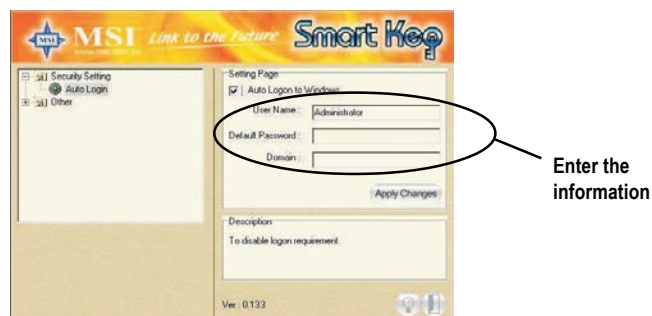 MSI Link to the Future Smart Key
Security Setting
Auto Login
Other
Setting Page
Auto Logon to Windows
User Name : Administrator
Default Password :
Domain :
Apply Changes
Enter the
information
Description
To disable logon requirement.
Ver : 0.133